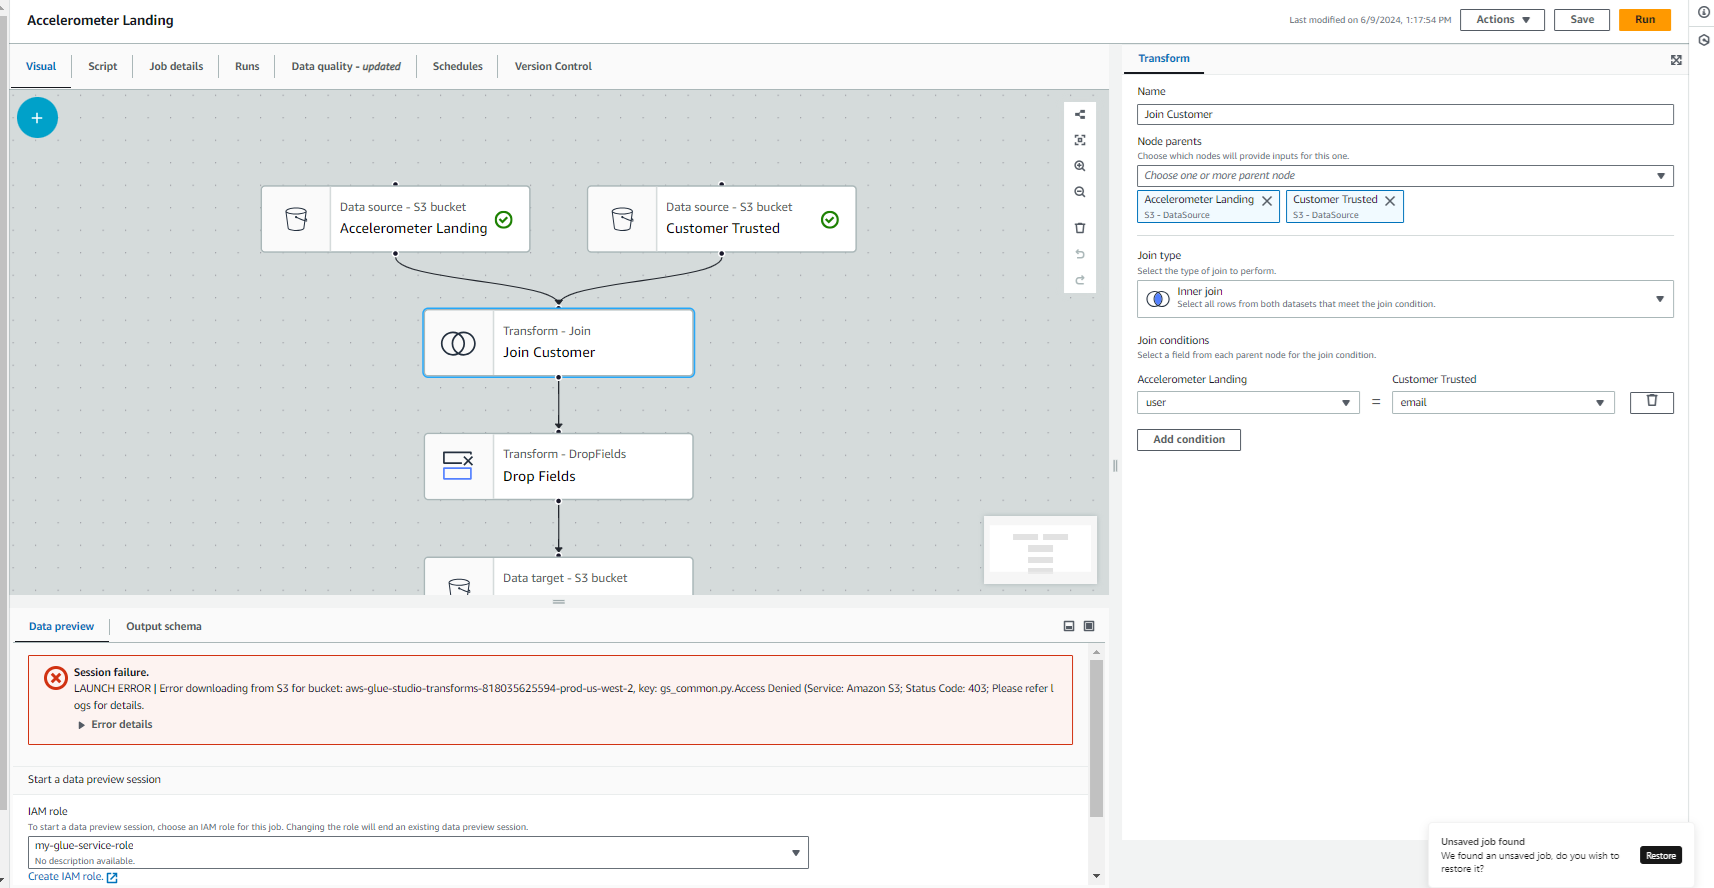 Accelerometer Landing
Last modified on 6/9/2024, 1:17:54 PM
Actions
Save
Run
Visual
Script
Job details
Runs
Data quality - updated
Schedules
Version Control
Data source - S3 bucket
Accelerometer Landing
Data source - S3 bucket
Customer Trusted
Transform - Join
Join Customer
Transform - DropFields
Drop Fields
Data target - S3 bucket
Data preview
Output schema
Session failure.
LAUNCH ERROR | Error downloading from S3 for bucket: aws-glue-studio-transforms-818035625594-prod-us-west-2, key: gs_common.py.Access Denied (Service: Amazon S3; Status Code: 403; Please refer l
ogs for details.
Error details
Start a data preview session
IAM role
To start a data preview session, choose an IAM role for this job. Changing the role will end an existing data preview session.
my-glue-service-role
No description available.
Create IAM role.
Transform
Name
Join Customer
Node parents
Choose which nodes will provide inputs for this one.
Choose one or more parent node
Accelerometer Landing
S3 - DataSource
Customer Trusted
S3 - DataSource
Join type
Select the type of join to perform.
Inner join
Select all rows from both datasets that meet the join condition.
Join conditions
Select a field from each parent node for the join condition.
Accelerometer Landing
Customer Trusted
user
=
email
Add condition
Unsaved job found
We found an unsaved job, do you wish to
restore it?
Restore